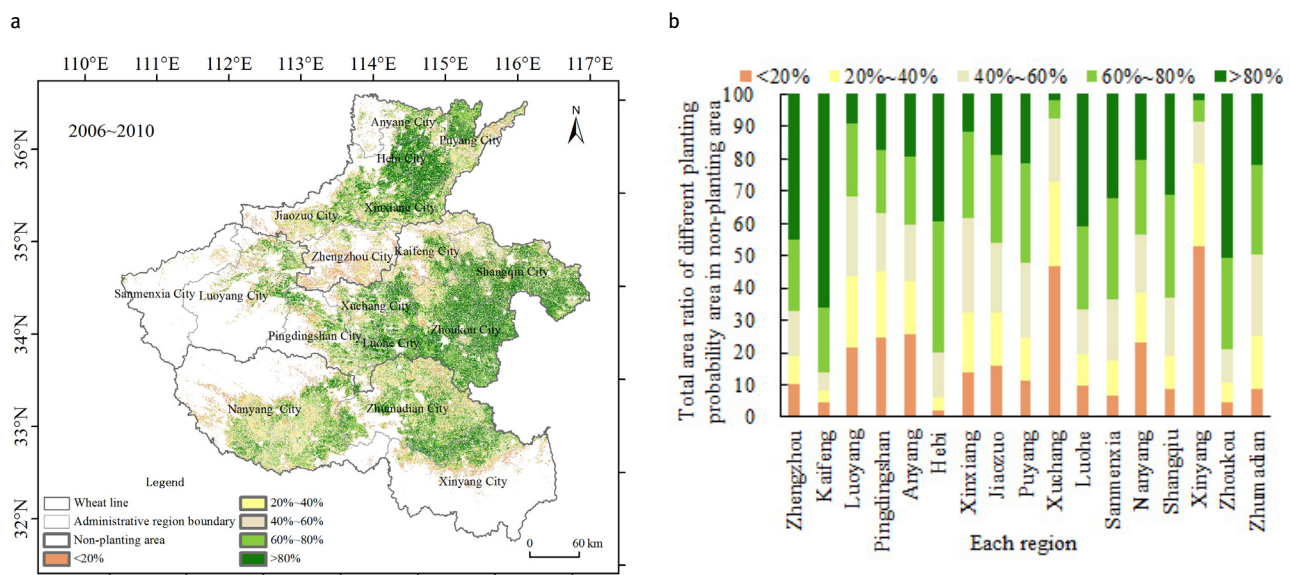 a
110°E 111°E 112°E 113°E 114°E 115°E 116°E 117°E
36°N
35°N
34°N
33°N
32°N
2006~2010
N
Anyang City
Puyang City
Hebi City
Xinxiang City
Jiaozuo City
Zhengzhou City
Kaifeng City
Shangqiu City
Sanmenxia City
Luoyang City
Xuchang City
Zhoukou City
Pingdingshan City
Luohe City
Nanyang City
Zhumadian City
Xinyang City
Legend
Wheat line
Administrative region boundary
Non-planting area
<20%
20%~40%
40%~60%
60%~80%
>80%
0 60 km
b
<20% 20%~40% 40%~60% 60%~80% >80%
Total area ratio of different planting
probability area in non-planting area
100
90
80
70
60
50
40
30
20
10
0
Zhengzhou
Kaifeng
Luoyang
Pingdingshan
Anyang
Hebi
Xinxiang
Jiaozuo
Puyang
Xuchang
Luohe
Sanmenxia
Nanyang
Shangqiu
Xinyang
Zhoukou
Zhumadian
Each region